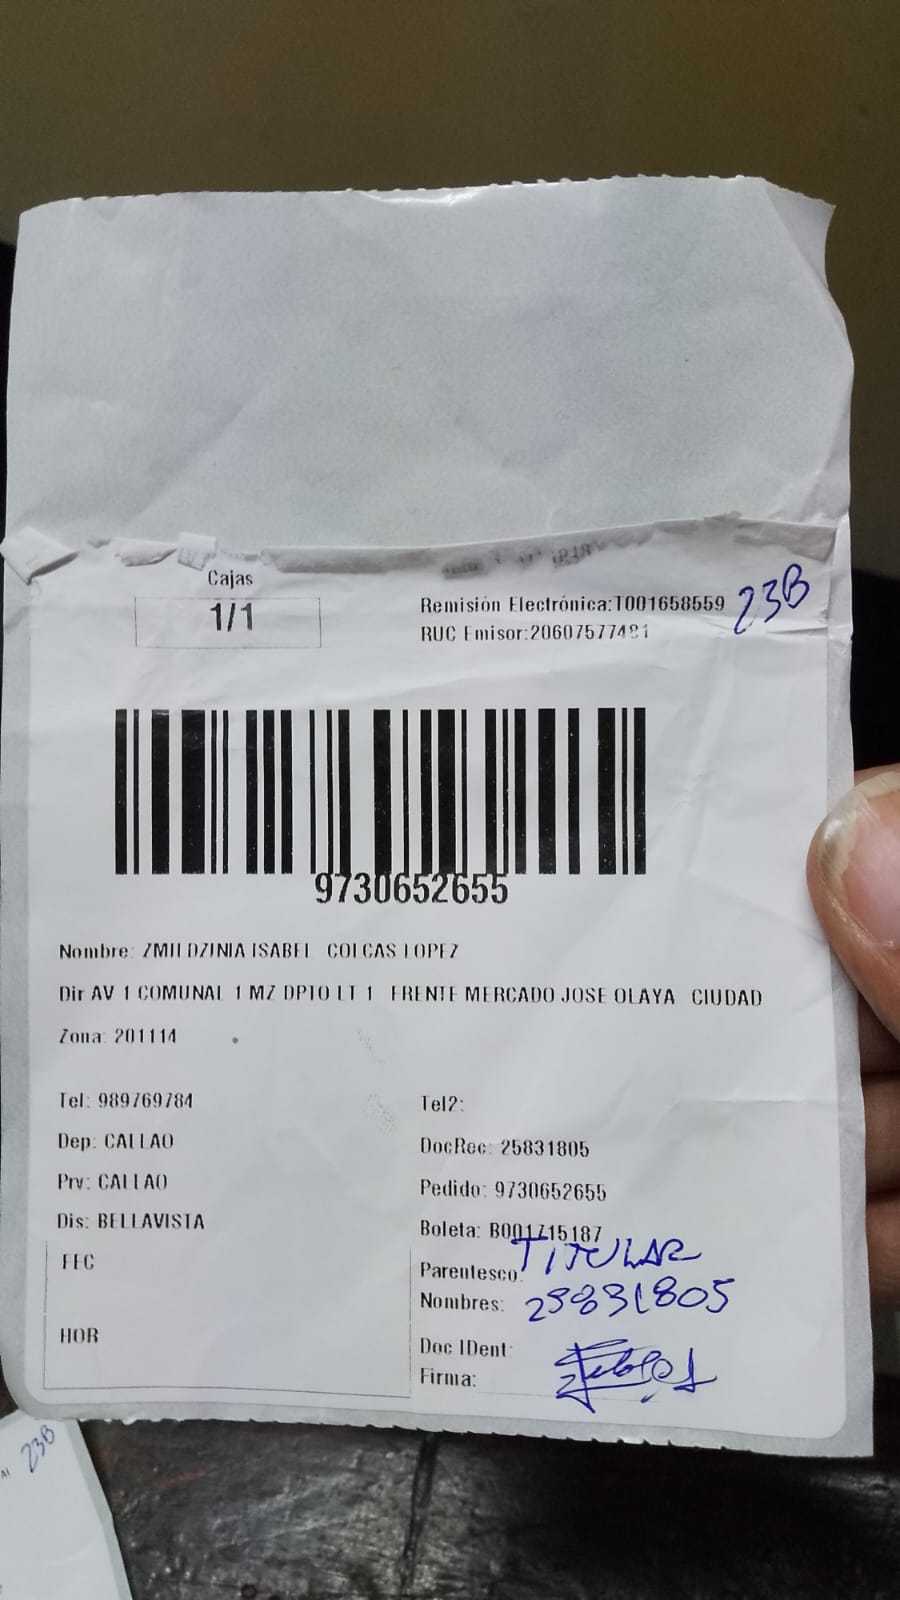 Cajas
1/1
Remisión Electrónica:T001658559
RUC Emisor:20607577481
23B
9730652655
Nombre: ZMILDZINIA ISABEL COLCAS LOPEZ
Dir AV 1 COMUNAL 1 MZ DPTO LT 1 FRENTE MERCADO JOSE OLAYA CIUDAD
Zona: 201114
Tel: 989769784
Tel2:
Dep: CALLAO
DocRec: 25831805
Prv: CALLAO
Pedido: 9730652655
Dis: BELLAVISTA
Boleta: B001715187
FEC
Parentesco: TITULAR
Nombres: 25831805
HOR
Doc IDent:
Firma:
23B